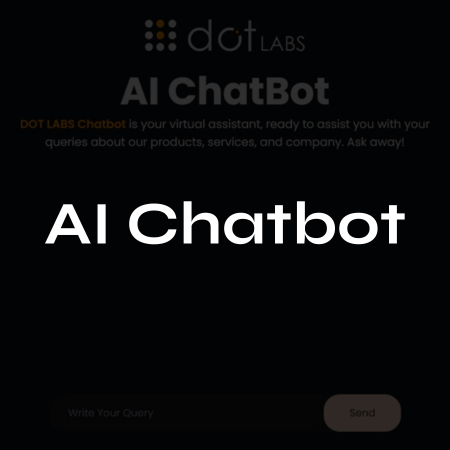 dot LABS
AI ChatBot
DOT LABS Chatbot is your virtual assistant, ready to assist you with your
queries about our products, services, and company. Ask away!
AI Chatbot
Write Your Query
Send